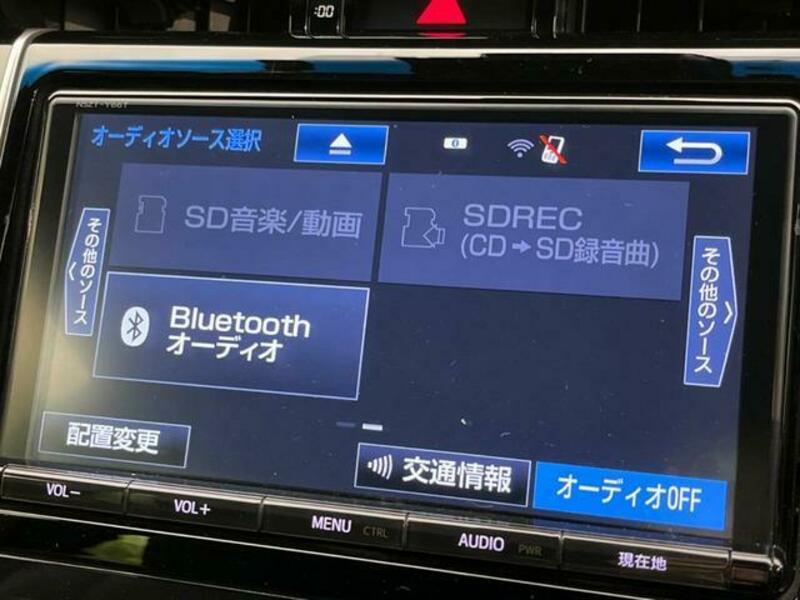 :00
NSZT-Y66T
オーディオソース選択
SD音楽/動画
SDREC
(CD➡SD録音曲)
その他のソース
その他のソース
Bluetooth
オーディオ
配置変更
交通情報
オーディオOFF
VOL−
VOL+
MENU CTRL
AUDIO PWR
現在地